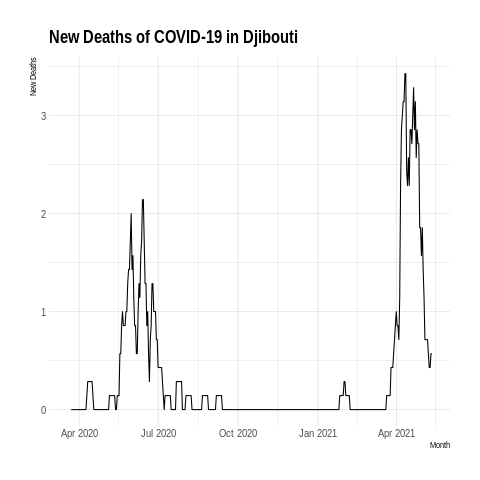 New Deaths of COVID-19 in Djibouti
New Deaths
3
2
1
0
Apr 2020 Jul 2020 Oct 2020 Jan 2021 Apr 2021
Month